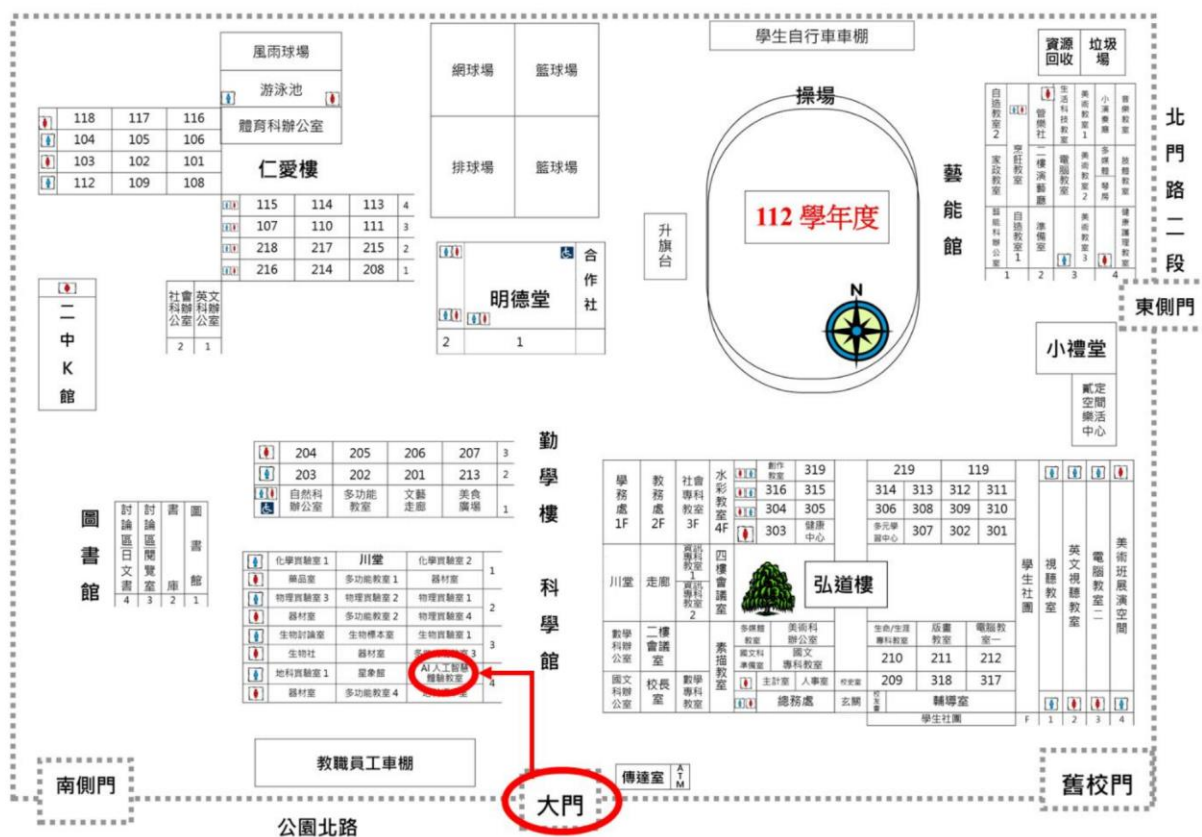 學生自行車車棚
資源回收
垃圾場
風雨球場
游泳池
體育科辦公室
網球場 籃球場
排球場 籃球場
操場
112 學年度
升旗台
N
118 117 116
104 105 106
103 102 101
112 109 108
仁愛樓
115 114 113 4
107 110 111 3
218 217 215 2
216 214 208 1
社會科辦公室
英文科辦公室
2 1
二中K館
明德堂
合作社
2 1
藝能館
自造教室2
家政教室
藝能科辦公室
烹飪教室
自造教室1
管樂社
二樓演藝廳
準備室
生活科技教室
電腦教室
美術教室1
美術教室2
美術教室3
小演奏廳
多媒體
琴房
音樂教室
健康護理教室
1 2 3 4
北門路二段
東側門
小禮堂
貳空間樂活中心
勤學樓
204 205 206 207 3
203 202 201 213 2
自然科辦公室 多功能教室 文藝走廊 美食廣場 1
圖書館
討論區日文書
討論區閱覽室
書庫
圖書館
4 3 2 1
科學館
化學實驗室 1 川堂 化學實驗室 2 1
藥品室 多功能教室 1 器材室
物理實驗室 3 物理實驗室 2 物理實驗室 1 2
器材室 多功能教室 2 物理實驗室 4
生物討論室 生物標本室 生物實驗室 1 3
生物社 器材室
地科實驗室 1 星象館 AI 人工智慧體驗教室 4
器材室 多功能教室 4
學務處1F
教務處2F
社會專科教室3F
水彩教室4F
川堂
走廊
資訊專科教室1
資訊專科教室2
四樓會議室
數學科辦公室
二樓會議室
素描教室
國文科辦公室
校長室
數學專科教室
創作教室 319
316 315
304 305
303 健康中心
弘道樓
多媒體教室 美術科辦公室
國文科準備室 國文專科教室
主計室 人事室 校史室
總務處 玄關
219 119
314 313 312 311
306 308 309 310
多元學習中心 307 302 301
生命/生涯專科教室 版畫教室 電腦教室一
210 211 212
209 318 317
輔導室
學生社團 F 1 2 3 4
學生社團
視聽教室
英文視聽教室
電腦教室二
美術班展演空間
教職員工車棚
傳達室 ATM
南側門
大門
舊校門
公園北路